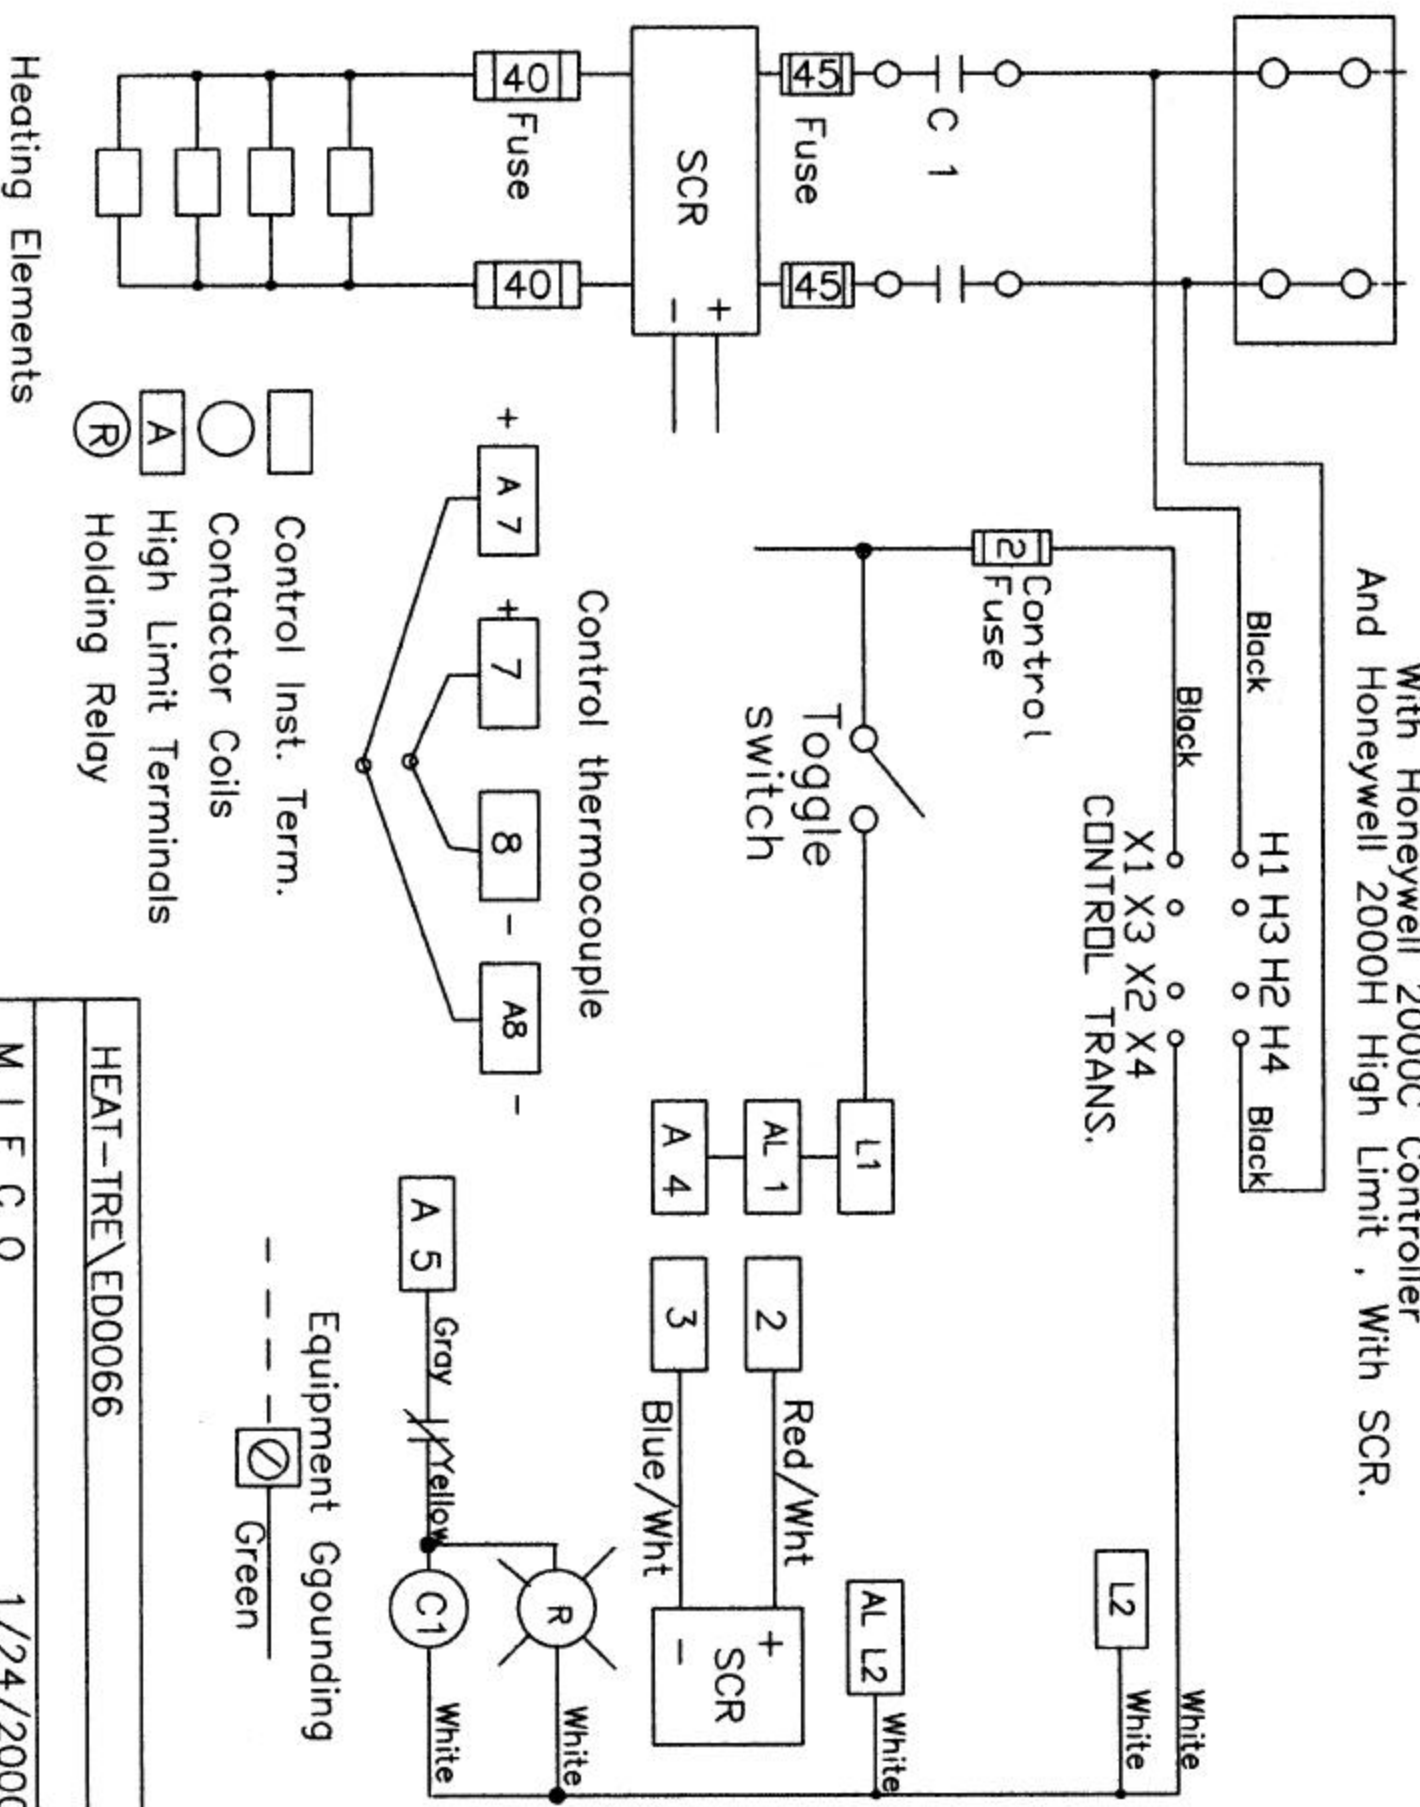 With Honeywell 2000C Controller
And Honeywell 2000H High Limit , With SCR.
Black
H1 H3 H2 H4
Black
Black
X1 X3 X2 X4
CONTROL TRANS.
White
L2
White
2
Control
Fuse
C 1
45
Fuse
45
SCR
+
-
40
Fuse
40
Heating Elements
Toggle
switch
L1
AL 1
A 4
2
3
Red/Wht
Blue/Wht
+
-
SCR
AL L2
White
Control thermocouple
+
A 7
+
7
8
-
A8
-
A 5
Gray
Yellow
R
White
C1
White
Control Inst. Term.
Contactor Coils
A
High Limit Terminals
R
Holding Relay
Equipment Ggounding
Green
HEAT-TRE\ED0066
M I F C O
1/24/2000